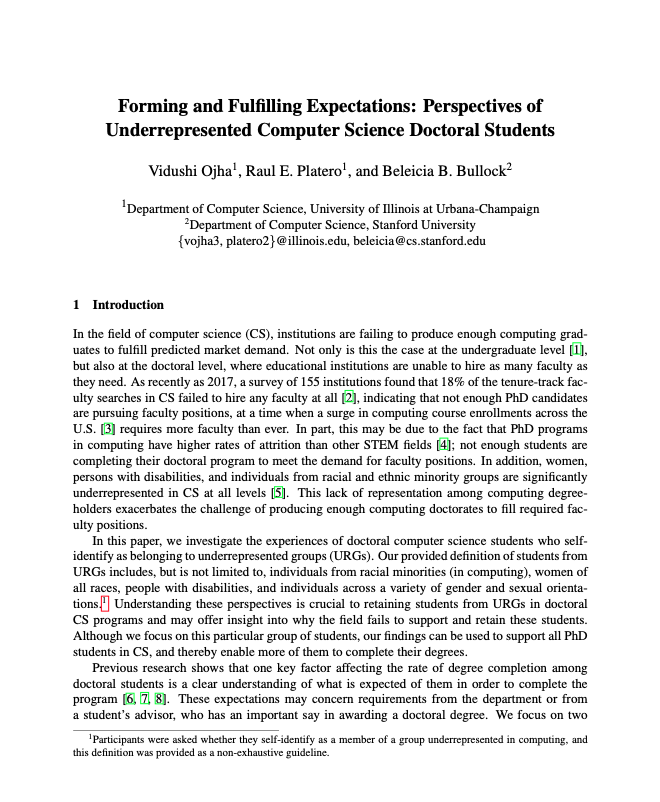 Forming and Fulfilling Expectations: Perspectives of
Underrepresented Computer Science Doctoral Students
Vidushi Ojha1, Raul E. Platero1, and Beleicia B. Bullock2
1Department of Computer Science, University of Illinois at Urbana-Champaign
2Department of Computer Science, Stanford University
{vojha3, platero2}@illinois.edu, beleicia@cs.stanford.edu
1 Introduction
In the field of computer science (CS), institutions are failing to produce enough computing grad-
uates to fulfill predicted market demand. Not only is this the case at the undergraduate level [1],
but also at the doctoral level, where educational institutions are unable to hire as many faculty as
they need. As recently as 2017, a survey of 155 institutions found that 18% of the tenure-track fac-
ulty searches in CS failed to hire any faculty at all [2], indicating that not enough PhD candidates
are pursuing faculty positions, at a time when a surge in computing course enrollments across the
U.S. [3] requires more faculty than ever. In part, this may be due to the fact that PhD programs
in computing have higher rates of attrition than other STEM fields [4]; not enough students are
completing their doctoral program to meet the demand for faculty positions. In addition, women,
persons with disabilities, and individuals from racial and ethnic minority groups are significantly
underrepresented in CS at all levels [5]. This lack of representation among computing degree-
holders exacerbates the challenge of producing enough computing doctorates to fill required fac-
ulty positions.
In this paper, we investigate the experiences of doctoral computer science students who self-
identify as belonging to underrepresented groups (URGs). Our provided definition of students from
URGs includes, but is not limited to, individuals from racial minorities (in computing), women of
all races, people with disabilities, and individuals across a variety of gender and sexual orienta-
tions.1 Understanding these perspectives is crucial to retaining students from URGs in doctoral
CS programs and may offer insight into why the field fails to support and retain these students.
Although we focus on this particular group of students, our findings can be used to support all PhD
students in CS, and thereby enable more of them to complete their degrees.
Previous research shows that one key factor affecting the rate of degree completion among
doctoral students is a clear understanding of what is expected of them in order to complete the
program [6, 7, 8]. These expectations may concern requirements from the department or from
a student's advisor, who has an important say in awarding a doctoral degree. We focus on two
1Participants were asked whether they self-identify as a member of a group underrepresented in computing, and
this definition was provided as a non-exhaustive guideline.